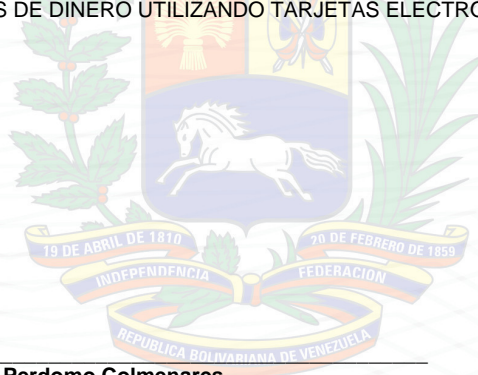 S DE DINERO UTILIZANDO TARJETAS ELECTRO
19 DE ABRIL DE 1810
20 DE FEBRERO DE 1859
INDEPENDENCIA
FEDERACIÓN
REPUBLICA BOLIVARIANA DE VENEZUELA
Perdomo Colmenares